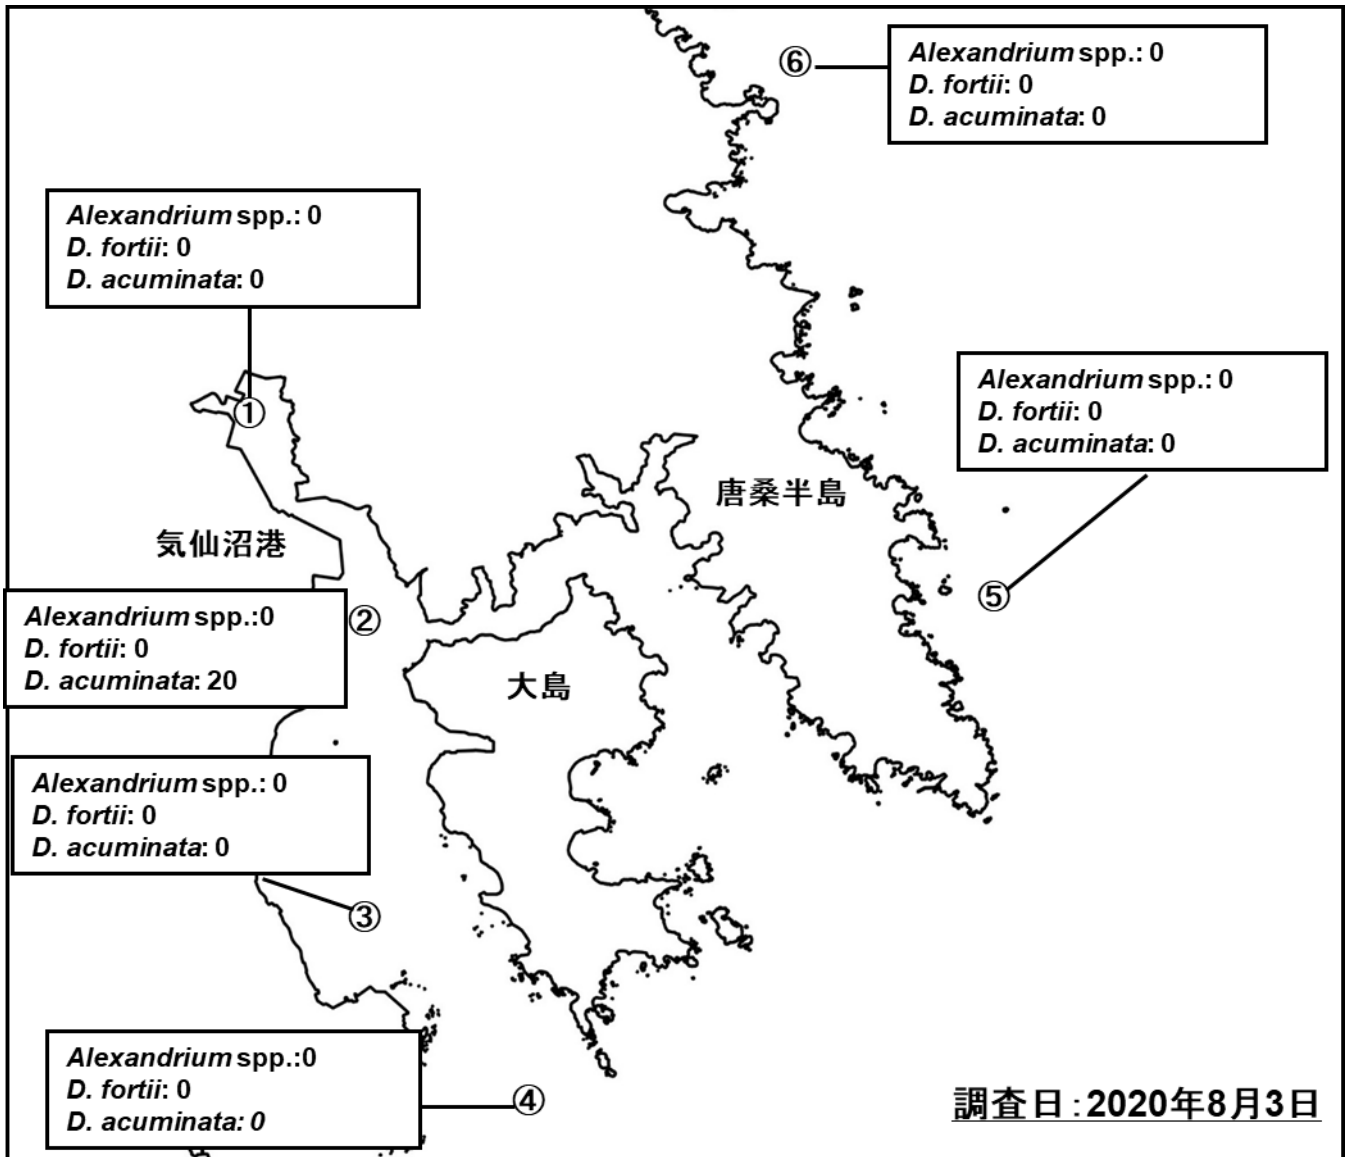 ⑥
Alexandrium spp.: 0
D. fortii: 0
D. acuminata: 0
Alexandrium spp.: 0
D. fortii: 0
D. acuminata: 0
①
Alexandrium spp.: 0
D. fortii: 0
D. acuminata: 0
⑤
唐桑半島
気仙沼港
Alexandrium spp.:0
D. fortii: 0
D. acuminata: 20
②
大島
Alexandrium spp.: 0
D. fortii: 0
D. acuminata: 0
③
Alexandrium spp.:0
D. fortii: 0
D. acuminata: 0
④
調査日:2020年8月3日